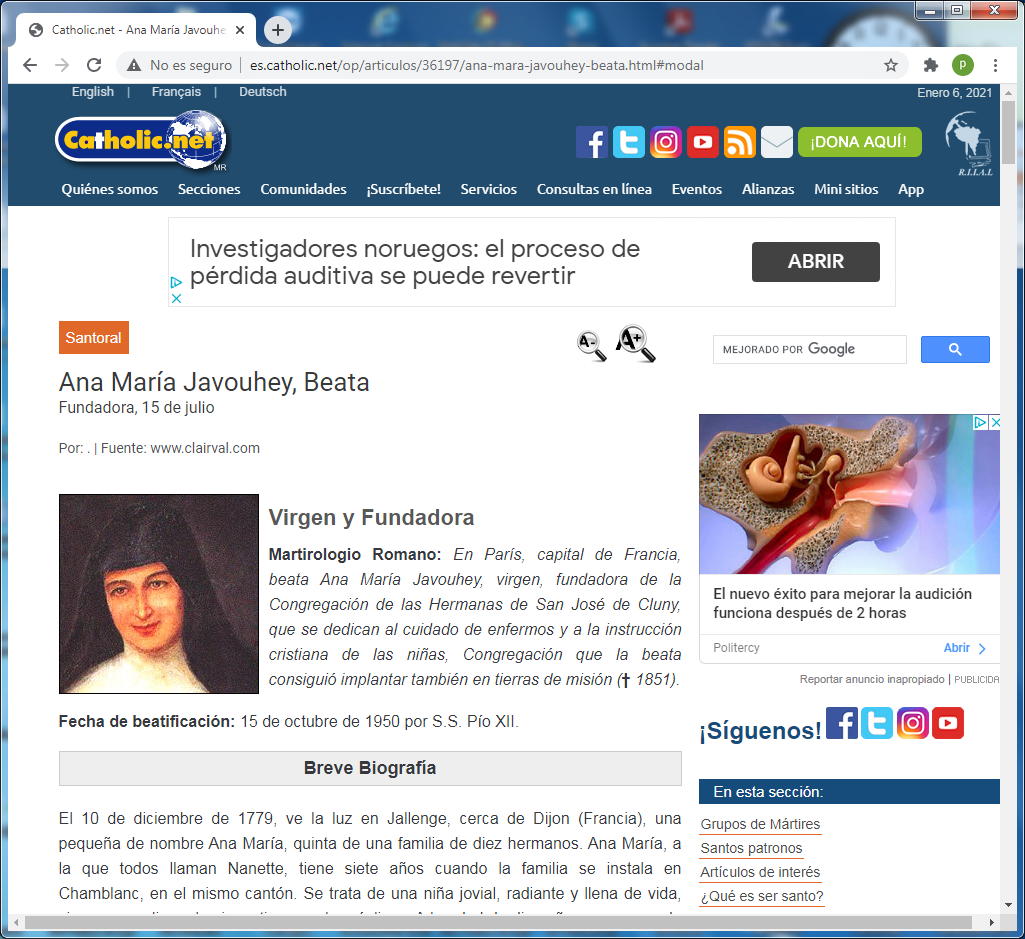 Catholic.net - Ana María Javouhe
No es seguro | es.catholic.net/op/articulos/36197/ana-mara-javouhey-beata.html#modal
P
English | Français | Deutsch
Enero 6, 2021
Catholic.net
MR
¡DONA AQUÍ!
R.I.I.A.L
Quiénes somos Secciones Comunidades ¡Suscríbete! Servicios Consultas en línea Eventos Alianzas Mini sitios App
Investigadores noruegos: el proceso de
pérdida auditiva se puede revertir
ABRIR
Santoral
A- A+
MEJORADO POR Google
Ana María Javouhey, Beata
Fundadora, 15 de julio
Por: . | Fuente: www.clairval.com
Virgen y Fundadora
Martirologio Romano: En París, capital de Francia,
beata Ana María Javouhey, virgen, fundadora de la
Congregación de las Hermanas de San José de Cluny,
que se dedican al cuidado de enfermos y a la instrucción
cristiana de las niñas, Congregación que la beata
consiguió implantar también en tierras de misión († 1851).
Fecha de beatificación: 15 de octubre de 1950 por S.S. Pío XII.
Breve Biografía
El 10 de diciembre de 1779, ve la luz en Jallenge, cerca de Dijon (Francia), una
pequeña de nombre Ana María, quinta de una familia de diez hermanos. Ana María, a
la que todos llaman Nanette, tiene siete años cuando la familia se instala en
Chamblanc, en el mismo cantón. Se trata de una niña jovial, radiante y llena de vida,
El nuevo éxito para mejorar la audición
funciona después de 2 horas
Politercy
Abrir
Reportar anuncio inapropiado | PUBLICIDA
¡Síguenos!
En esta sección:
Grupos de Mártires
Santos patronos
Artículos de interés
¿Qué es ser santo?